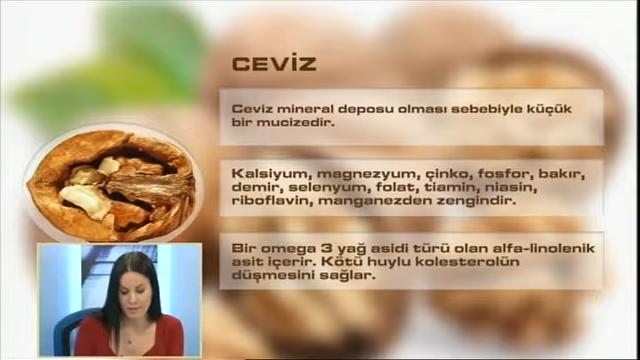 CEVİZ
Ceviz mineral deposu olması sebebiyle küçük
bir mucizedir.
Kalsiyum, magnezyum, çinko, fosfor, bakır,
demir, selenyum, folat, tiamin, niasin,
riboflavin, manganezden zengindir.
Bir omega 3 yağ asidi türü olan alfa-linolenik
asit içerir. Kötü huylu kolesterolün
düşmesini sağlar.